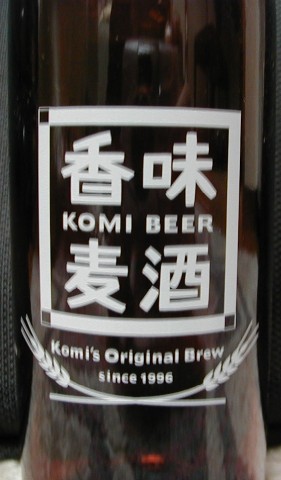 香味
KOMI BEER
麦酒
Komi's Original Brew
since 1996